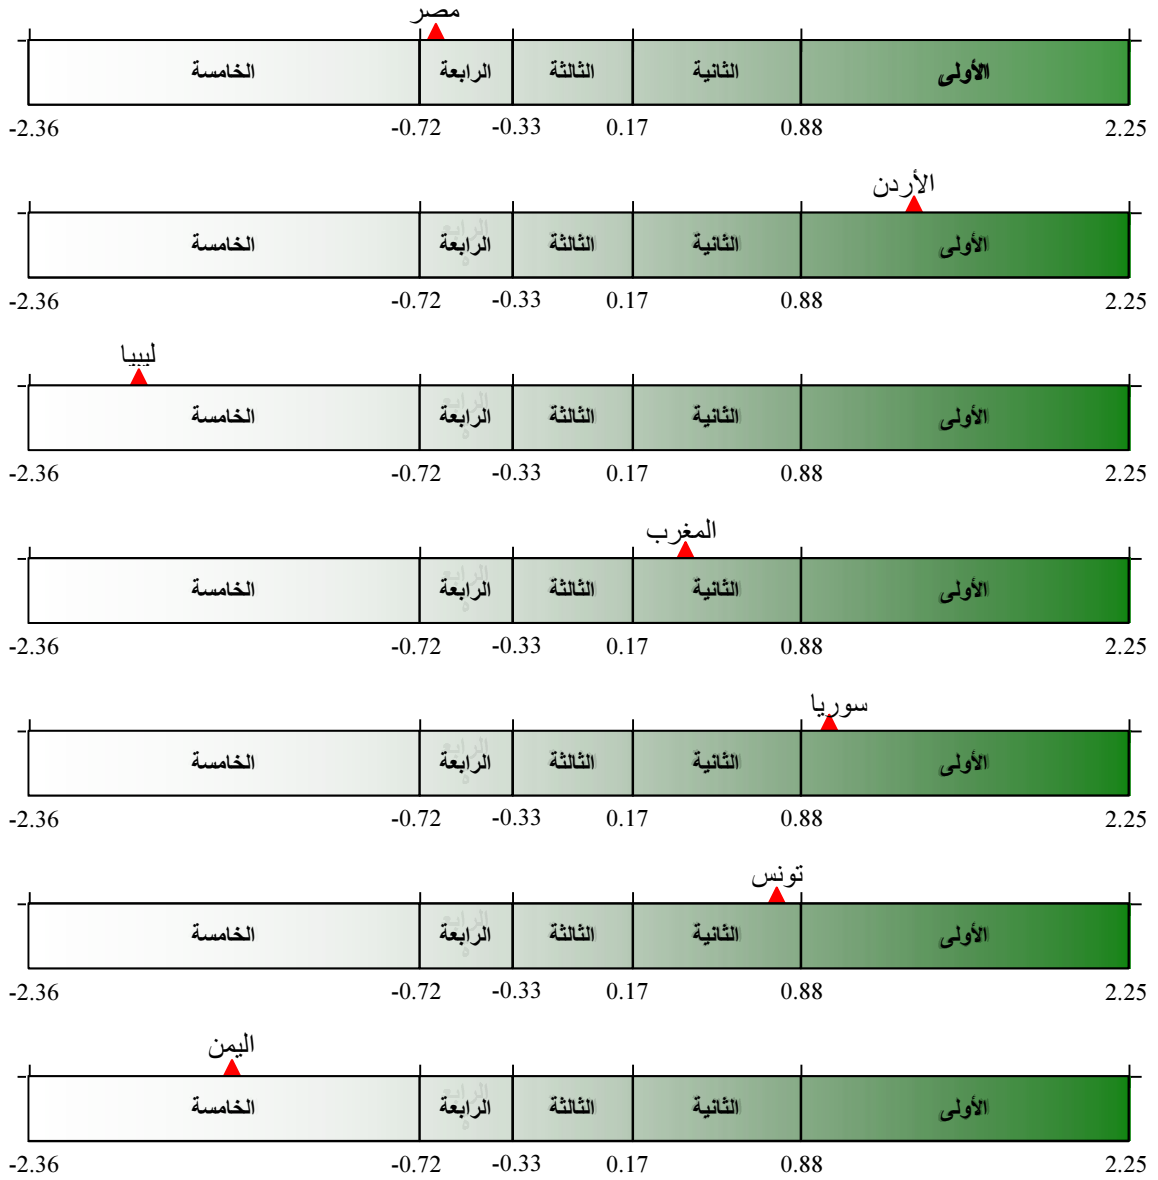 مصر
الأولى الثانية الثالثة الرابعة الخامسة
-2.36 -0.72 -0.33 0.17 0.88 2.25
الأردن
الأولى الثانية الثالثة الرابعة الخامسة
-2.36 -0.72 -0.33 0.17 0.88 2.25
ليبيا
الأولى الثانية الثالثة الرابعة الخامسة
-2.36 -0.72 -0.33 0.17 0.88 2.25
المغرب
الأولى الثانية الثالثة الرابعة الخامسة
-2.36 -0.72 -0.33 0.17 0.88 2.25
سوريا
الأولى الثانية الثالثة الرابعة الخامسة
-2.36 -0.72 -0.33 0.17 0.88 2.25
تونس
الأولى الثانية الثالثة الرابعة الخامسة
-2.36 -0.72 -0.33 0.17 0.88 2.25
اليمن
الأولى الثانية الثالثة الرابعة الخامسة
-2.36 -0.72 -0.33 0.17 0.88 2.25